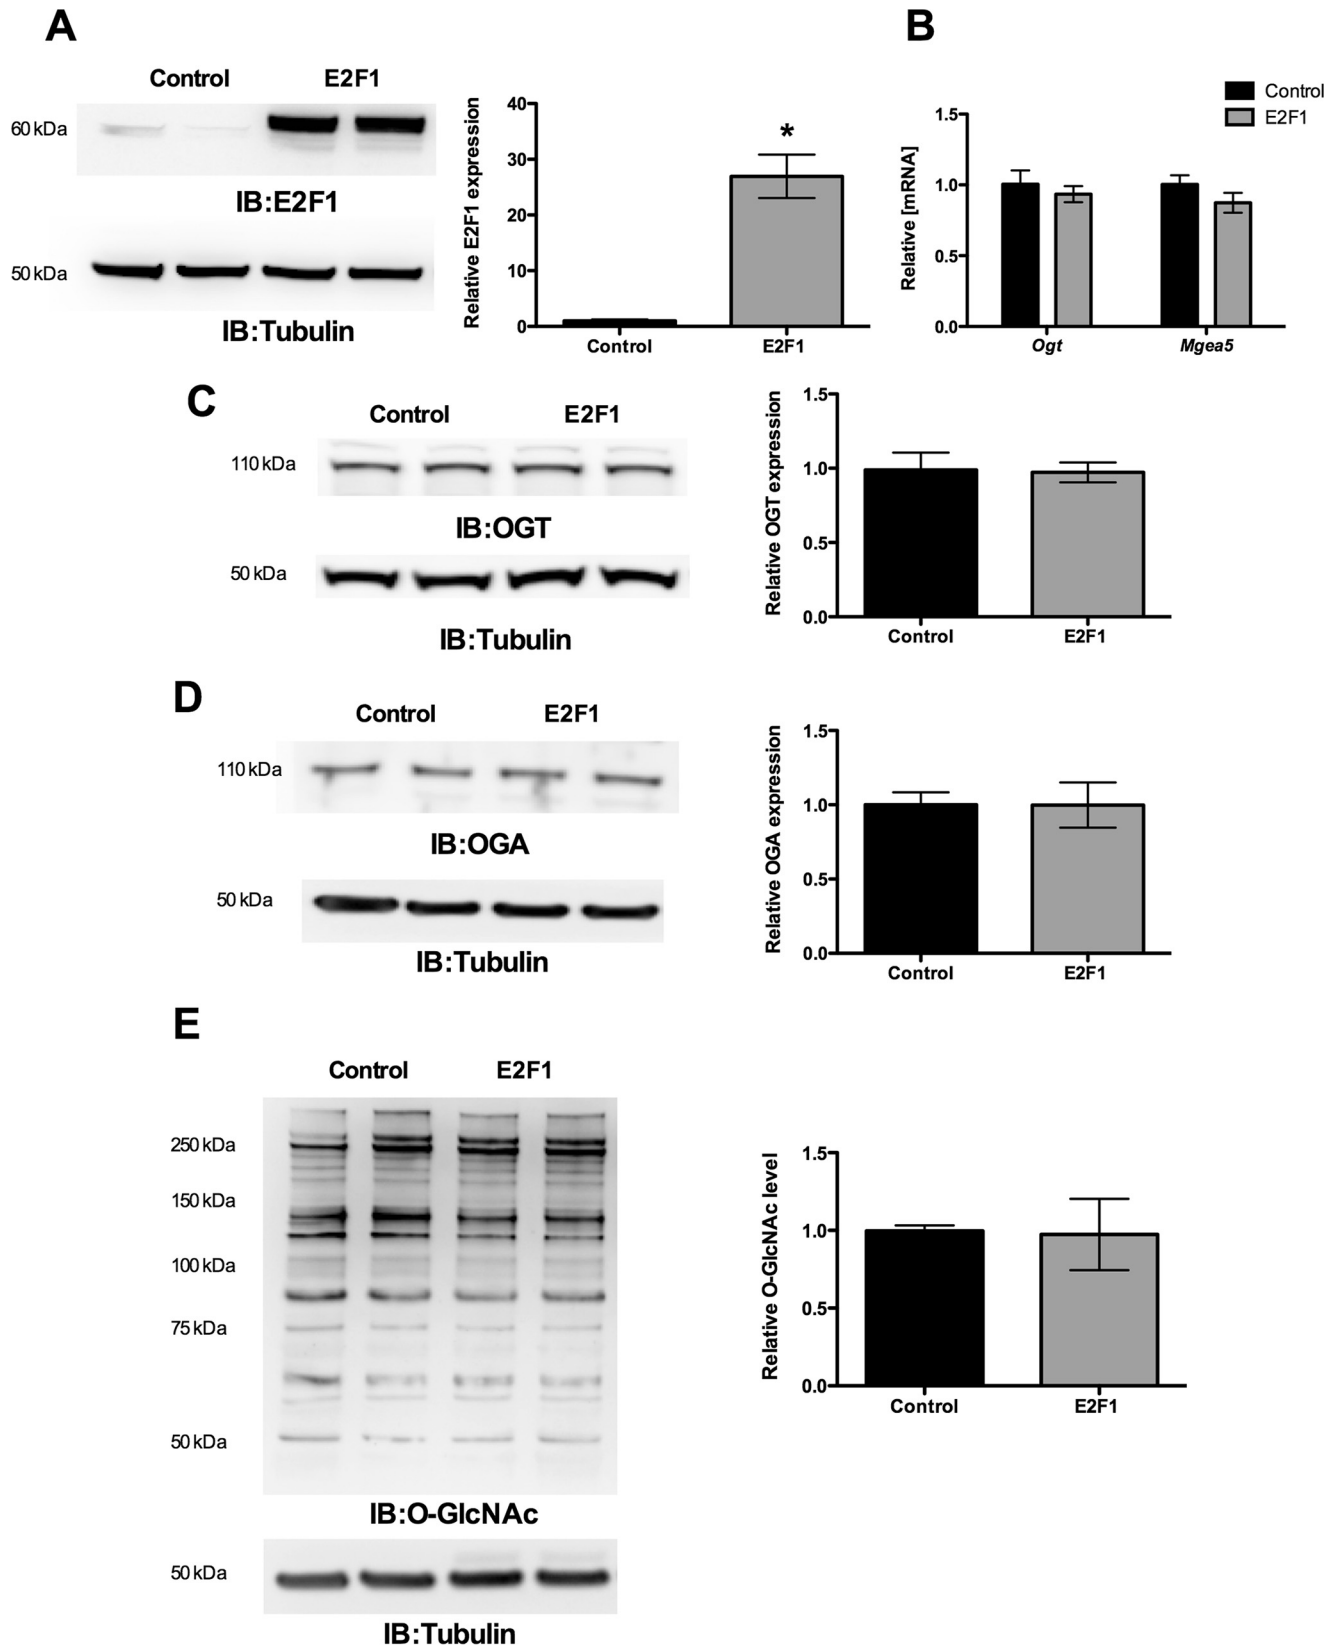 A
Control E2F1
60 kDa
IB:E2F1
50 kDa
IB:Tubulin
Relative E2F1 expression
40
30
20
10
0
*
Control E2F1
B
Control
E2F1
Relative [mRNA]
1.5
1.0
0.5
0.0
Ogt Mgea5
C
Control E2F1
110 kDa
IB:OGT
50 kDa
IB:Tubulin
Relative OGT expression
1.5
1.0
0.5
0.0
Control E2F1
D
Control E2F1
110 kDa
IB:OGA
50 kDa
IB:Tubulin
Relative OGA expression
1.5
1.0
0.5
0.0
Control E2F1
E
Control E2F1
250 kDa
150 kDa
100 kDa
75 kDa
50 kDa
IB:O-GlcNAc
50 kDa
IB:Tubulin
Relative O-GlcNAc level
1.5
1.0
0.5
0.0
Control E2F1